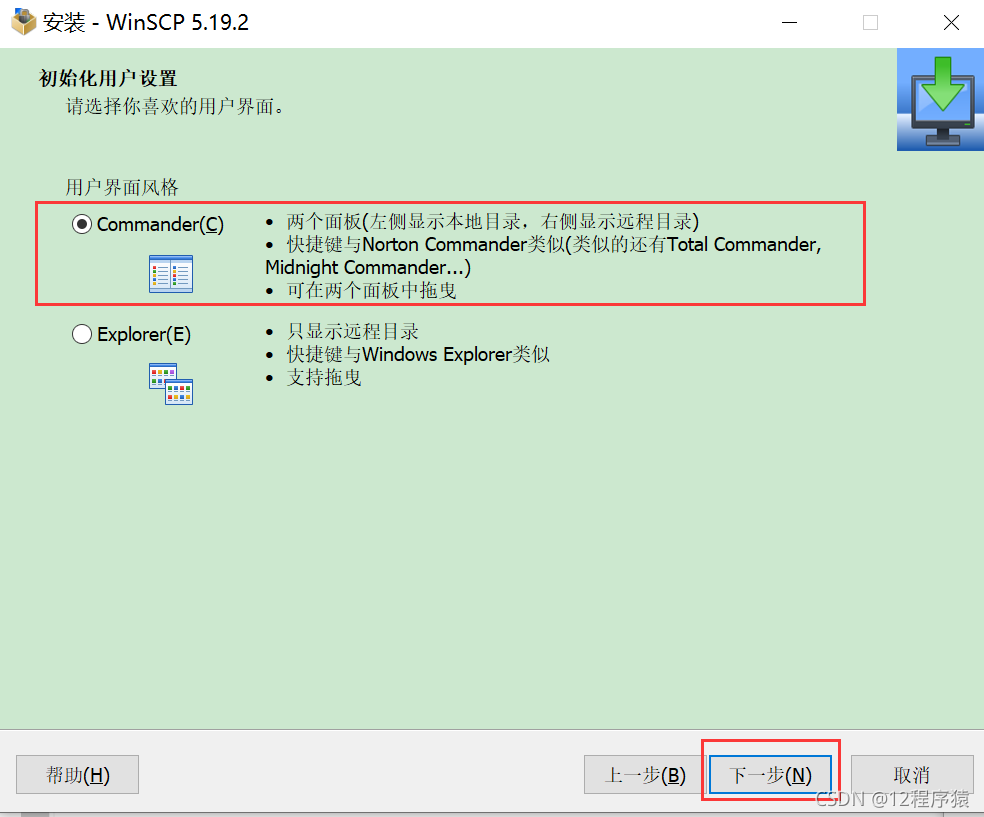 安装 - WinSCP 5.19.2
初始化用户设置
请选择你喜欢的用户界面。
用户界面风格
Commander(C)
• 两个面板(左侧显示本地目录，右侧显示远程目录)
• 快捷键与Norton Commander类似(类似的还有Total Commander,
Midnight Commander...)
• 可在两个面板中拖曳
Explorer(E)
• 只显示远程目录
• 快捷键与Windows Explorer类似
• 支持拖曳
帮助(H)
上一步(B)
下一步(N)
取消
CSDN @12程序猿